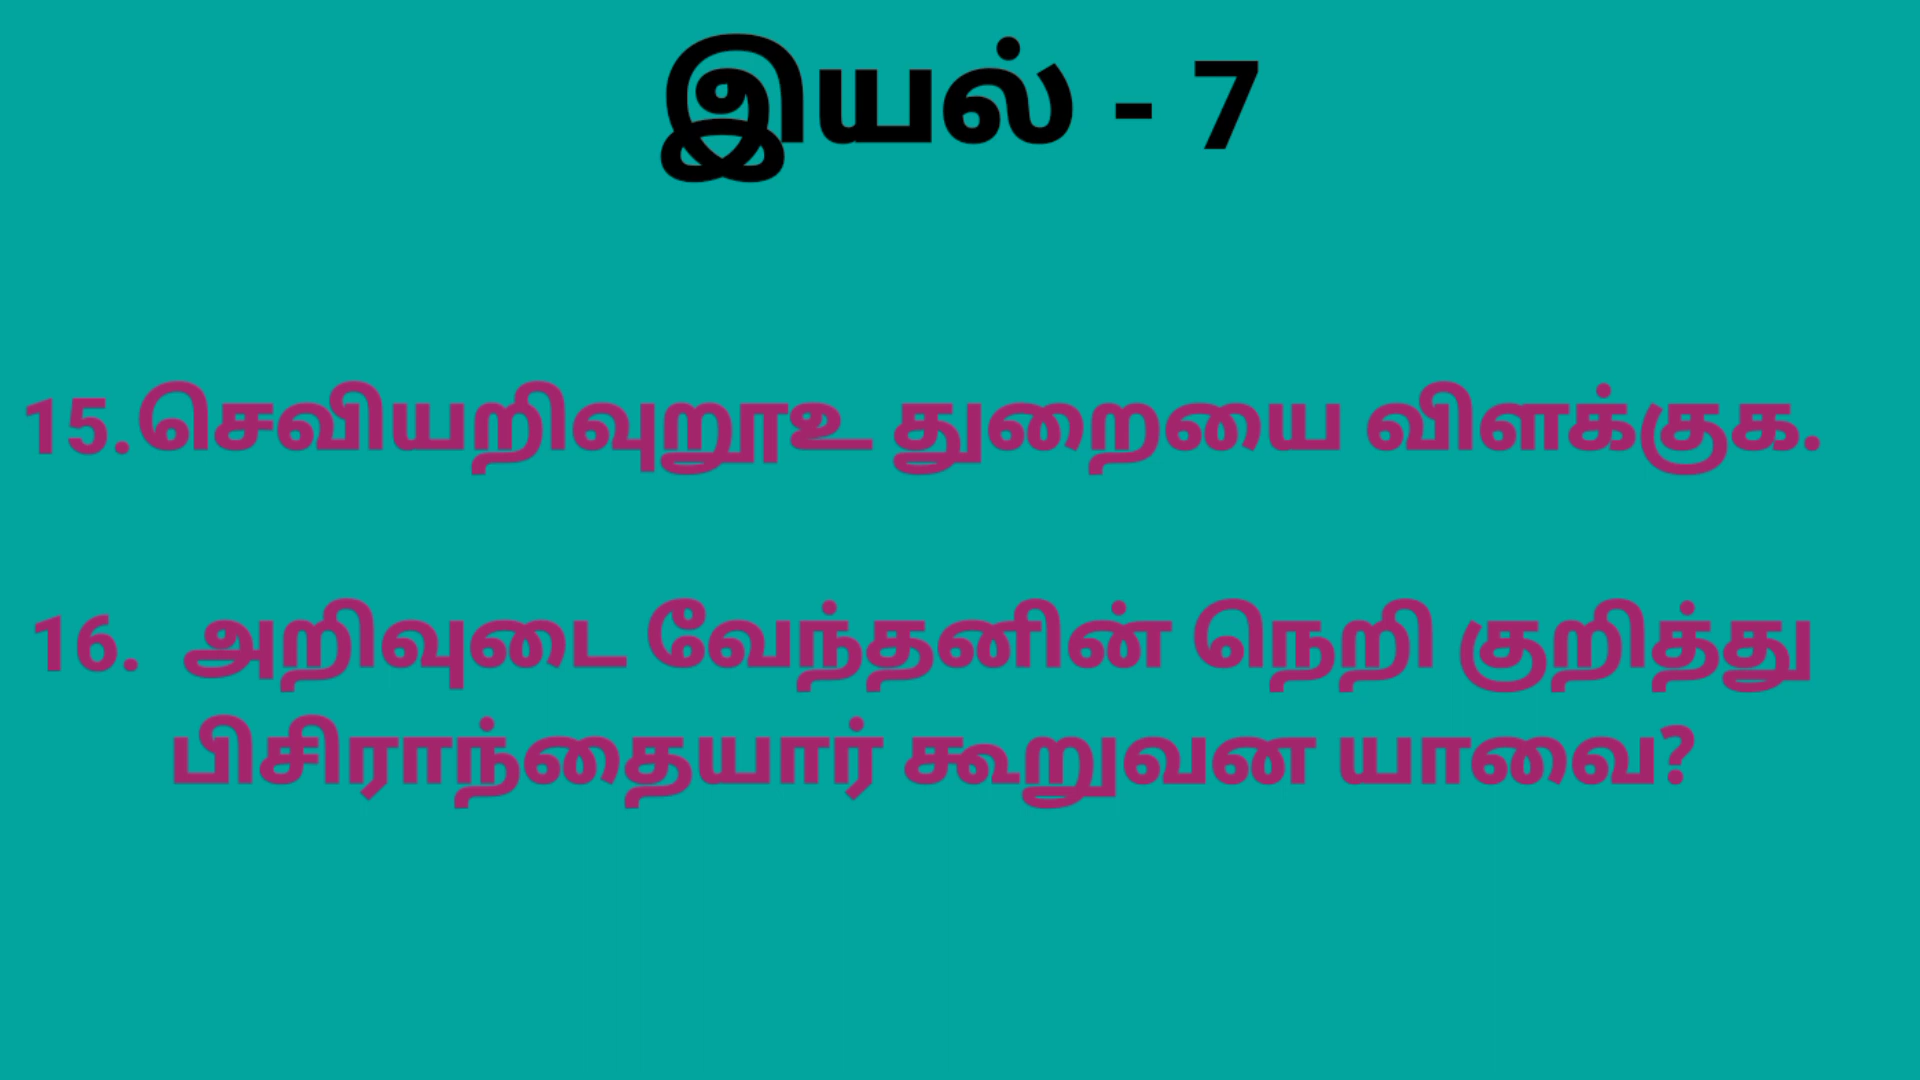 இயல் - 7
15.செவியறிவுறூஉ துறையை விளக்குக.
16. அறிவுடை வேந்தனின் நெறி குறித்து
பிசிராந்தையார் கூறுவன யாவை?